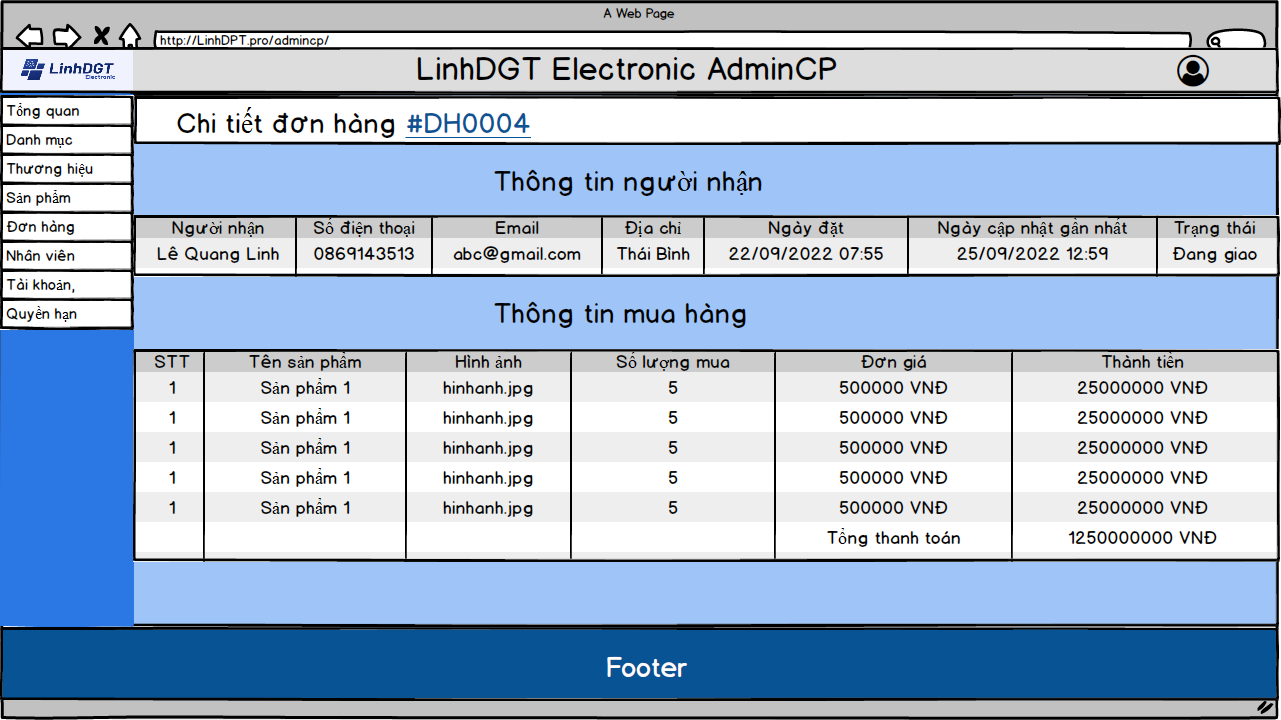 A Web Page
http://LinhDPT.pro/admincp/
LinhDGT
Electronic
LinhDGT Electronic AdminCP
Tổng quan
Danh mục
Thương hiệu
Sản phẩm
Đơn hàng
Nhân viên
Tài khoản,
Quyền hạn
Chi tiết đơn hàng #DH0004
Thông tin người nhận
Người nhận Số điện thoại Email Địa chỉ Ngày đặt Ngày cập nhật gần nhất Trạng thái
Lê Quang Linh 0869143513 abc@gmail.com Thái Bình 22/09/2022 07:55 25/09/2022 12:59 Đang giao
Thông tin mua hàng
STT Tên sản phẩm Hình ảnh Số lượng mua Đơn giá Thành tiền
1 Sản phẩm 1 hinhanh.jpg 5 500000 VNĐ 25000000 VNĐ
1 Sản phẩm 1 hinhanh.jpg 5 500000 VNĐ 25000000 VNĐ
1 Sản phẩm 1 hinhanh.jpg 5 500000 VNĐ 25000000 VNĐ
1 Sản phẩm 1 hinhanh.jpg 5 500000 VNĐ 25000000 VNĐ
1 Sản phẩm 1 hinhanh.jpg 5 500000 VNĐ 25000000 VNĐ
Tổng thanh toán 1250000000 VNĐ
Footer